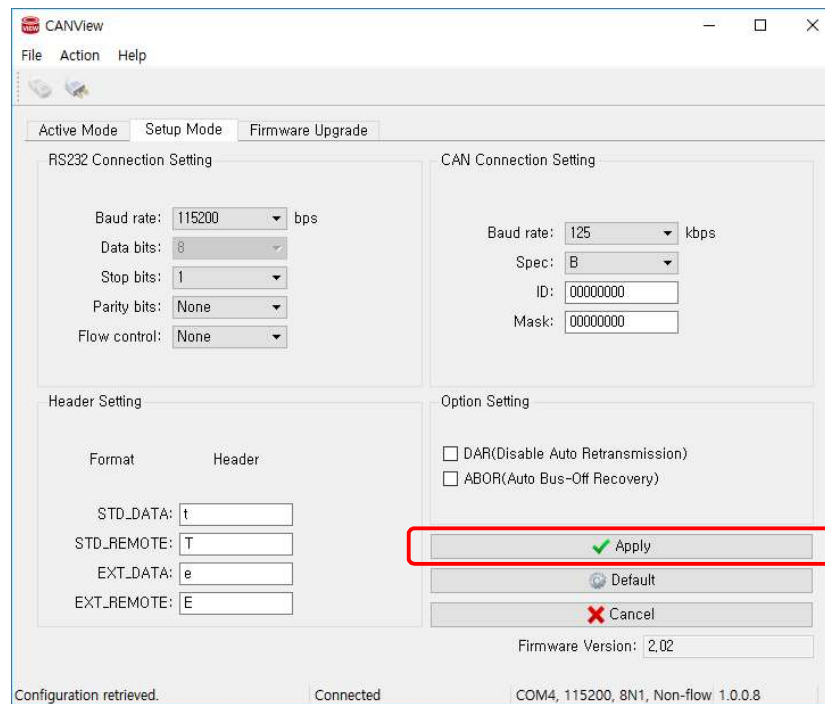 CANView
File Action Help
Active Mode Setup Mode Firmware Upgrade
RS232 Connection Setting
Baud rate: 115200 bps
Data bits: 8
Stop bits: 1
Parity bits: None
Flow control: None
CAN Connection Setting
Baud rate: 125 kbps
Spec: B
ID: 00000000
Mask: 00000000
Header Setting
Format Header
STD_DATA: t
STD_REMOTE: T
EXT_DATA: e
EXT_REMOTE: E
Option Setting
DAR(Disable Auto Retransmission)
ABOR(Auto Bus-Off Recovery)
Apply
Default
Cancel
Firmware Version: 2,02
Configuration retrieved. Connected COM4, 115200, 8N1, Non-flow 1.0.0.8